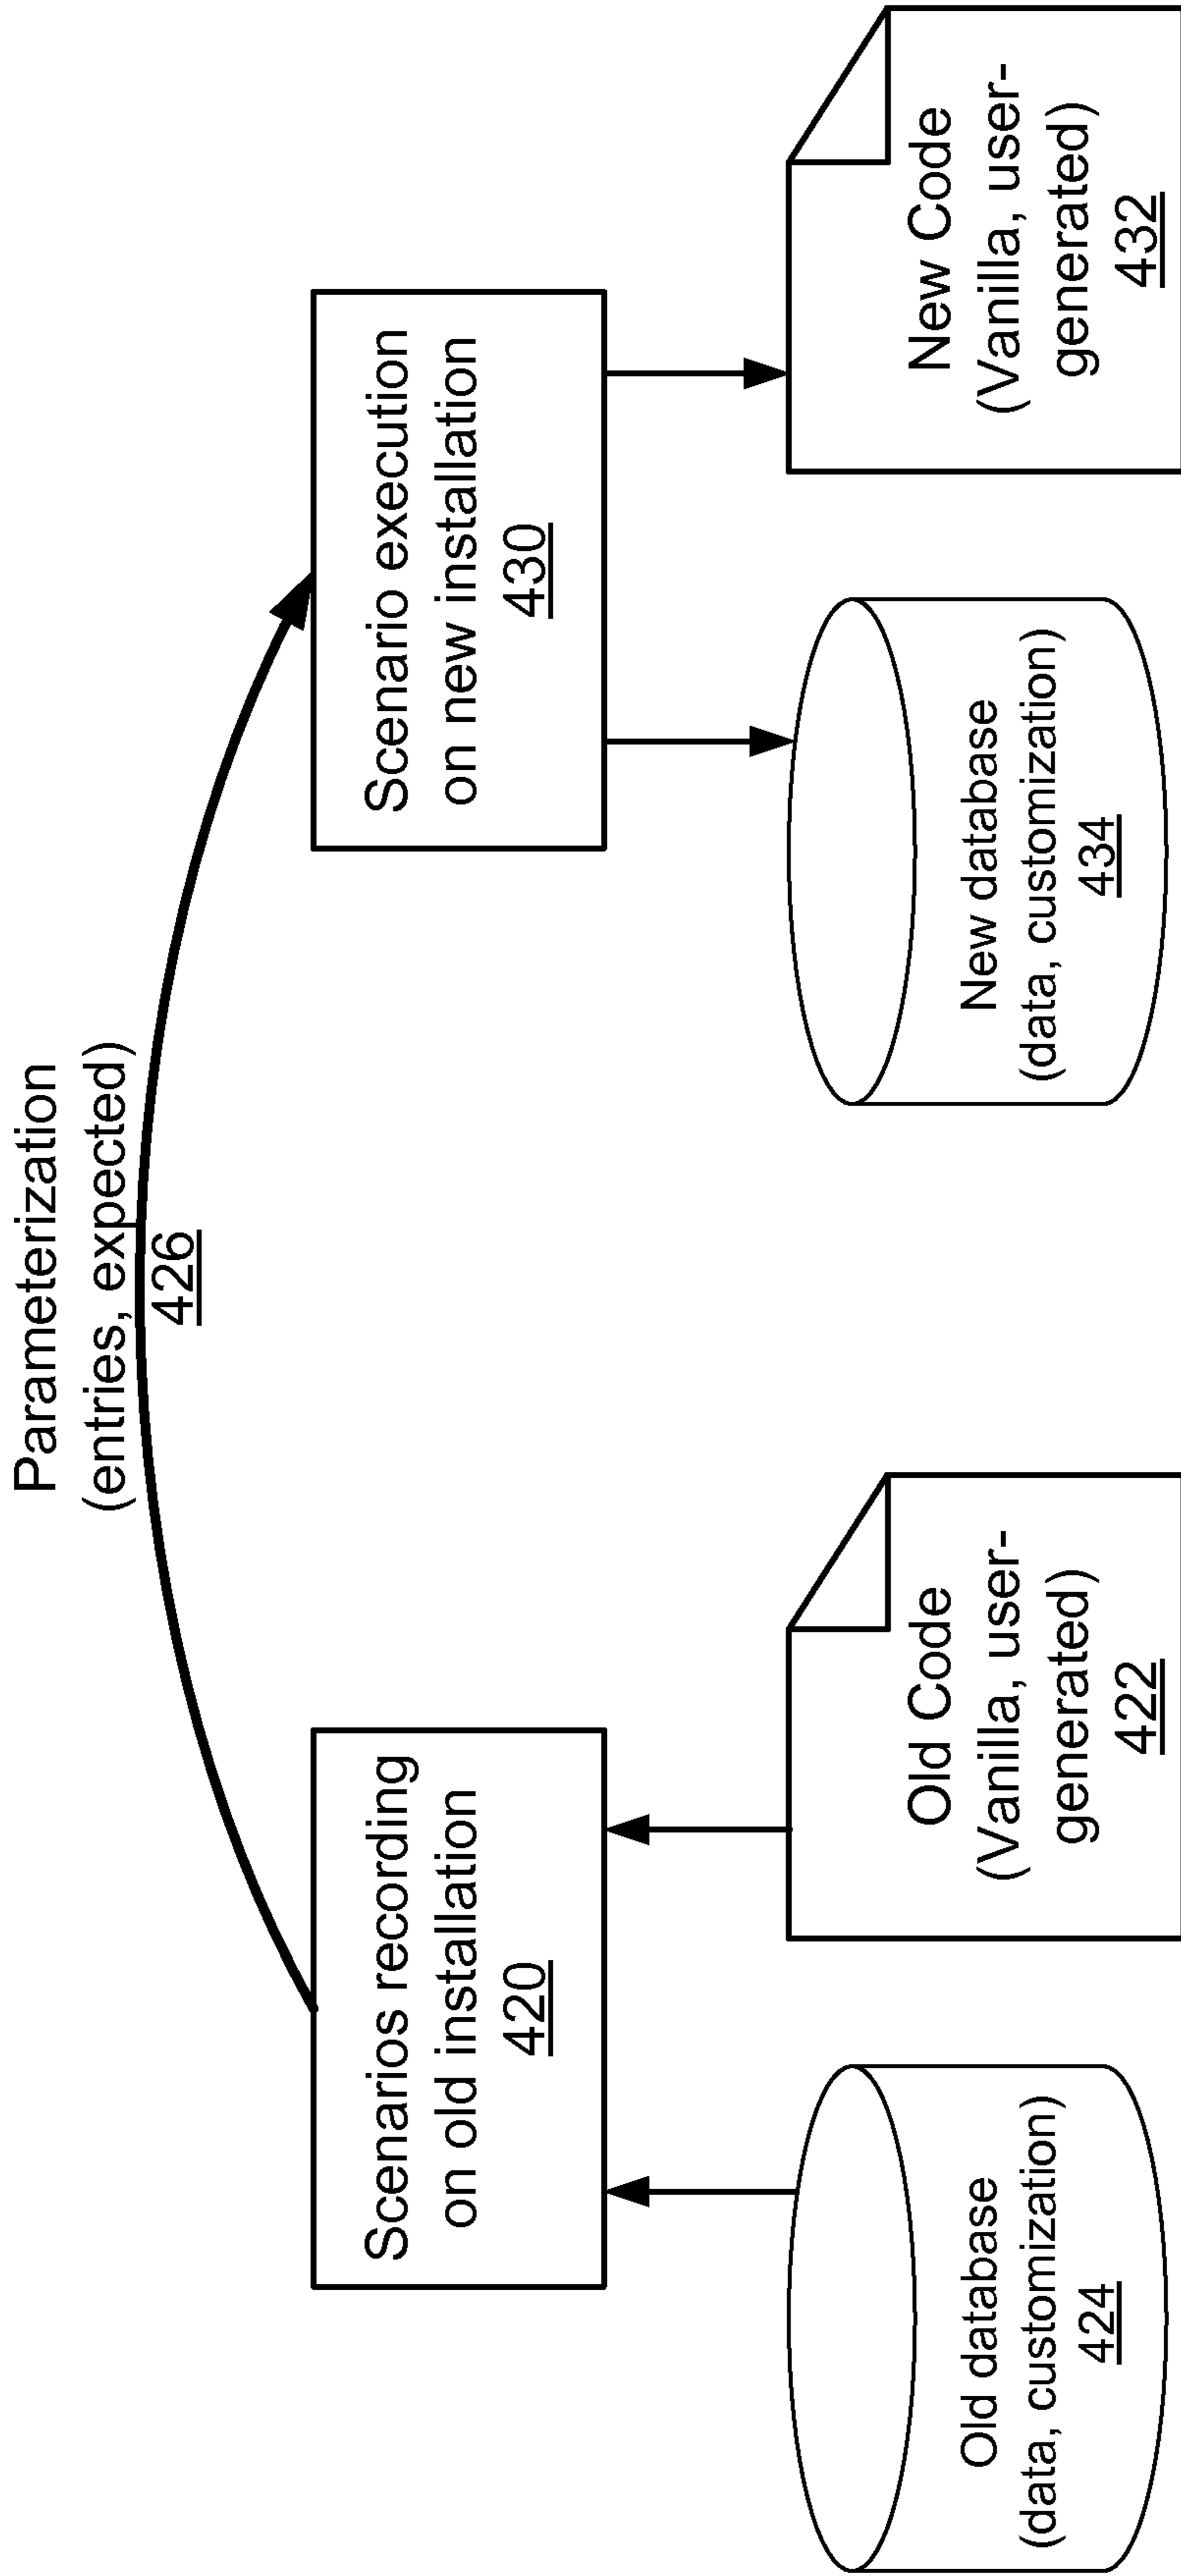 Parameterization
(entries, expected)
426
Scenarios recording
on old installation
420
Scenario execution
on new installation
430
Old database
(data, customization)
424
Old Code
(Vanilla, user-
generated)
422
New database
(data, customization)
434
New Code
(Vanilla, user-
generated)
432